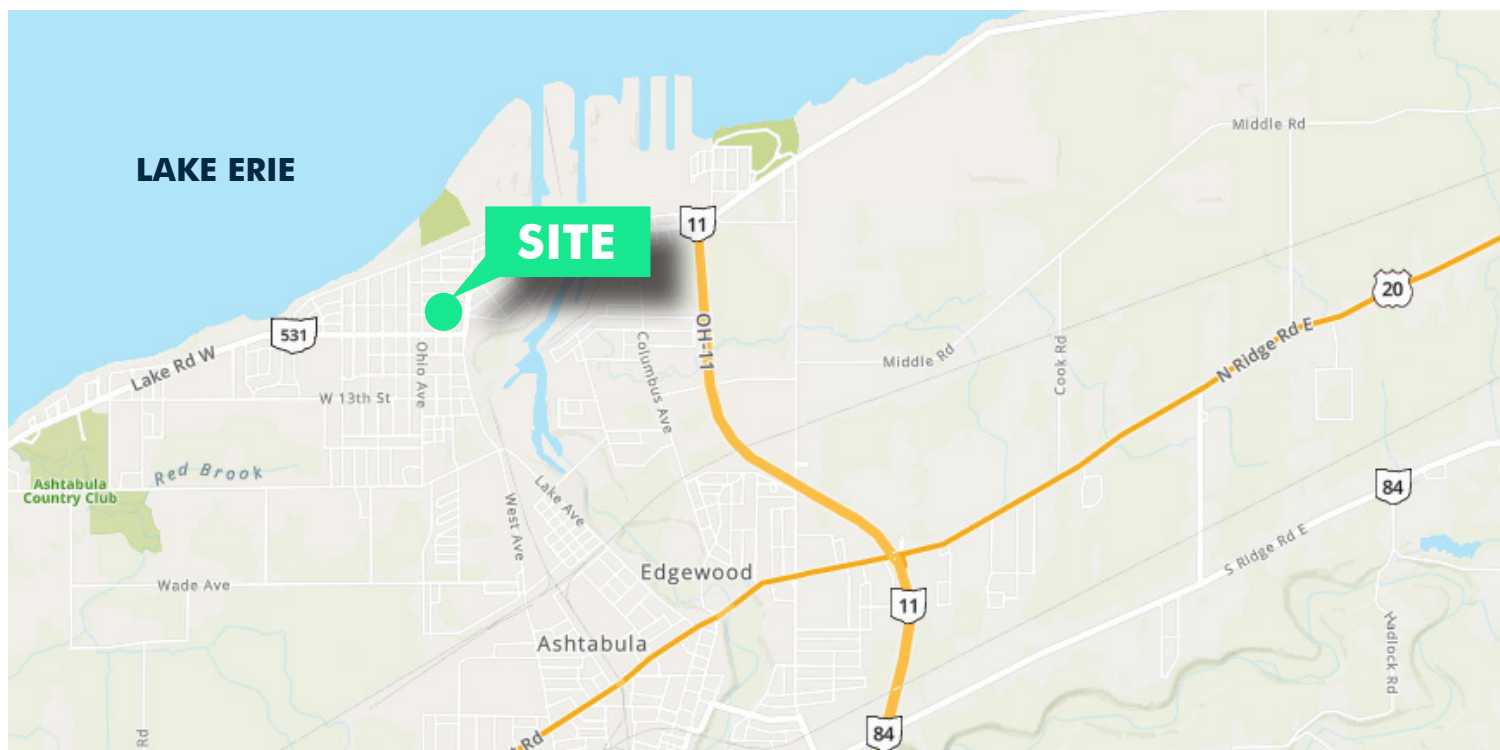 Middle Rd
LAKE ERIE
11
SITE
20
531
OH-11
N Ridge Rd E
Columbus Ave
Middle Rd
Cook Rd
Ohio Ave
Lake Rd W
W 13th St
Red Brook
Ashtabula
Country Club
84
Lake Ave
West Ave
S Ridge Rd E
Edgewood
Wade Ave
11
Ashtabula
Hadlock Rd
84
Rd
Rd